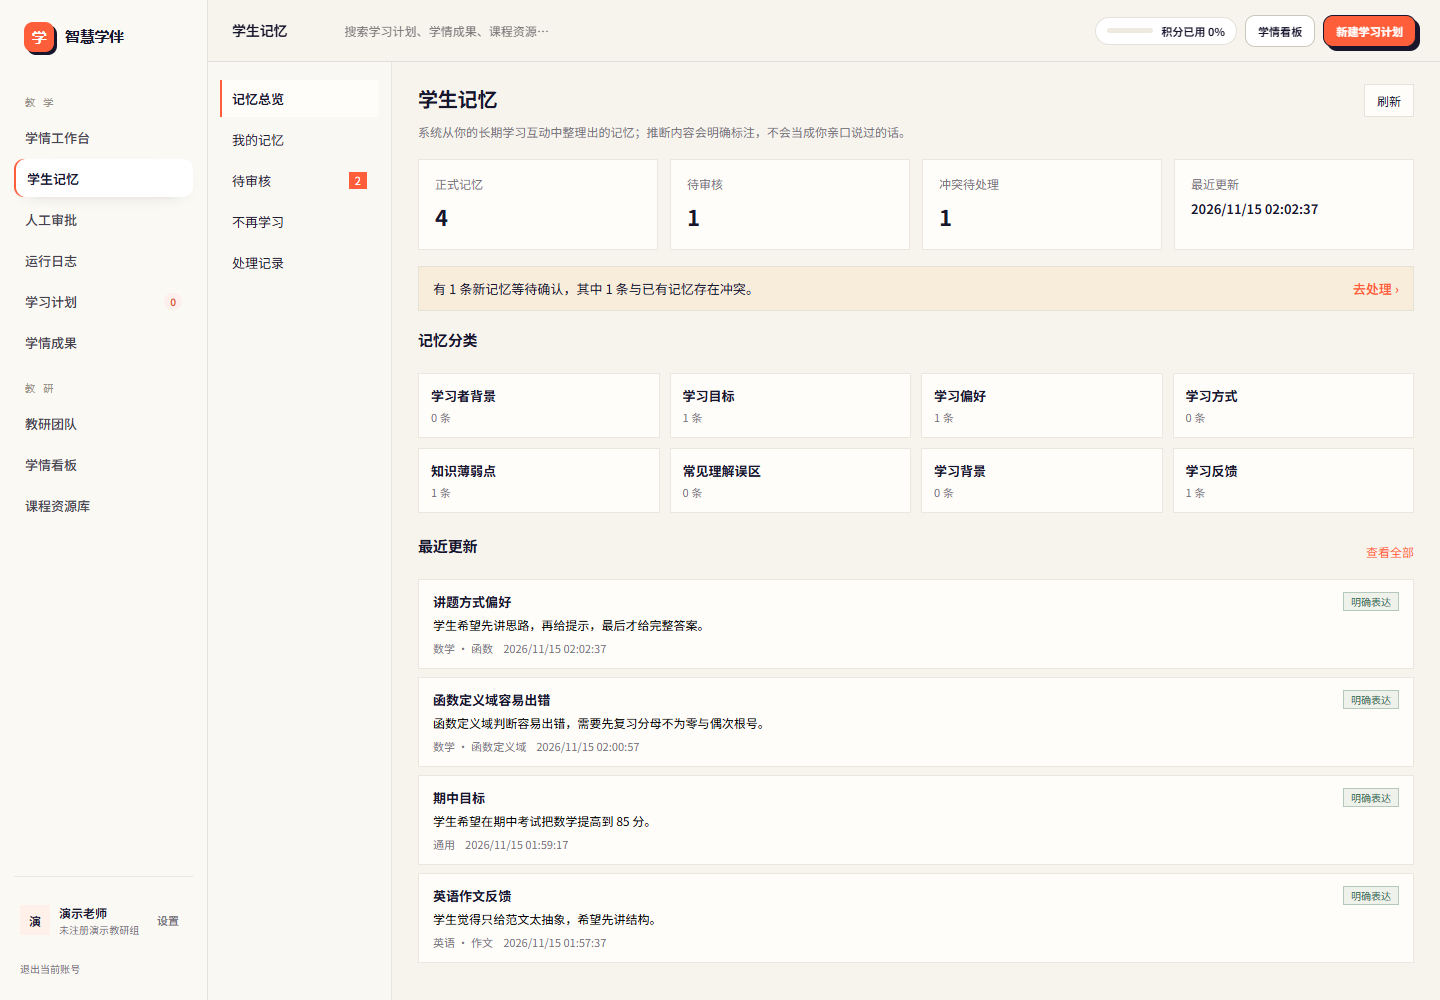 学 智慧学伴
教 学
学情工作台
学生记忆
人工审批
运行日志
学习计划 0
学情成果
教 研
教研团队
学情看板
课程资源库
演 演示老师 设置
未注册演示教研组
退出当前账号
学生记忆 搜索学习计划、学情成果、课程资源… 积分已用 0% 学情看板 新建学习计划
记忆总览
我的记忆
待审核 2
不再学习
处理记录
学生记忆 刷新
系统从你的长期学习互动中整理出的记忆；推断内容会明确标注，不会当成你亲口说过的话。
正式记忆
4
待审核
1
冲突待处理
1
最近更新
2026/11/15 02:02:37
有 1 条新记忆等待确认，其中 1 条与已有记忆存在冲突。 去处理 ›
记忆分类
学习者背景
0 条
学习目标
1 条
学习偏好
1 条
学习方式
0 条
知识薄弱点
1 条
常见理解误区
0 条
学习背景
0 条
学习反馈
1 条
最近更新 查看全部
讲题方式偏好 明确表达
学生希望先讲思路，再给提示，最后才给完整答案。
数学 · 函数 2026/11/15 02:02:37
函数定义域容易出错 明确表达
函数定义域判断容易出错，需要先复习分母不为零与偶次根号。
数学 · 函数定义域 2026/11/15 02:00:57
期中目标 明确表达
学生希望在期中考试把数学提高到 85 分。
通用 2026/11/15 01:59:17
英语作文反馈 明确表达
学生觉得只给范文太抽象，希望先讲结构。
英语 · 作文 2026/11/15 01:57:37